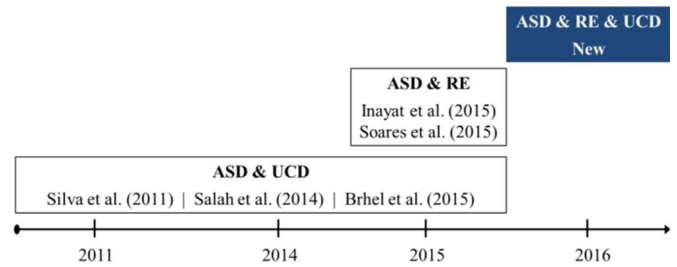 ASD & RE & UCD
New
ASD & RE
Inayat et al. (2015)
Soares et al. (2015)
ASD & UCD
Silva et al. (2011) | Salah et al. (2014) | Brhel et al. (2015)
2011 2014 2015 2016